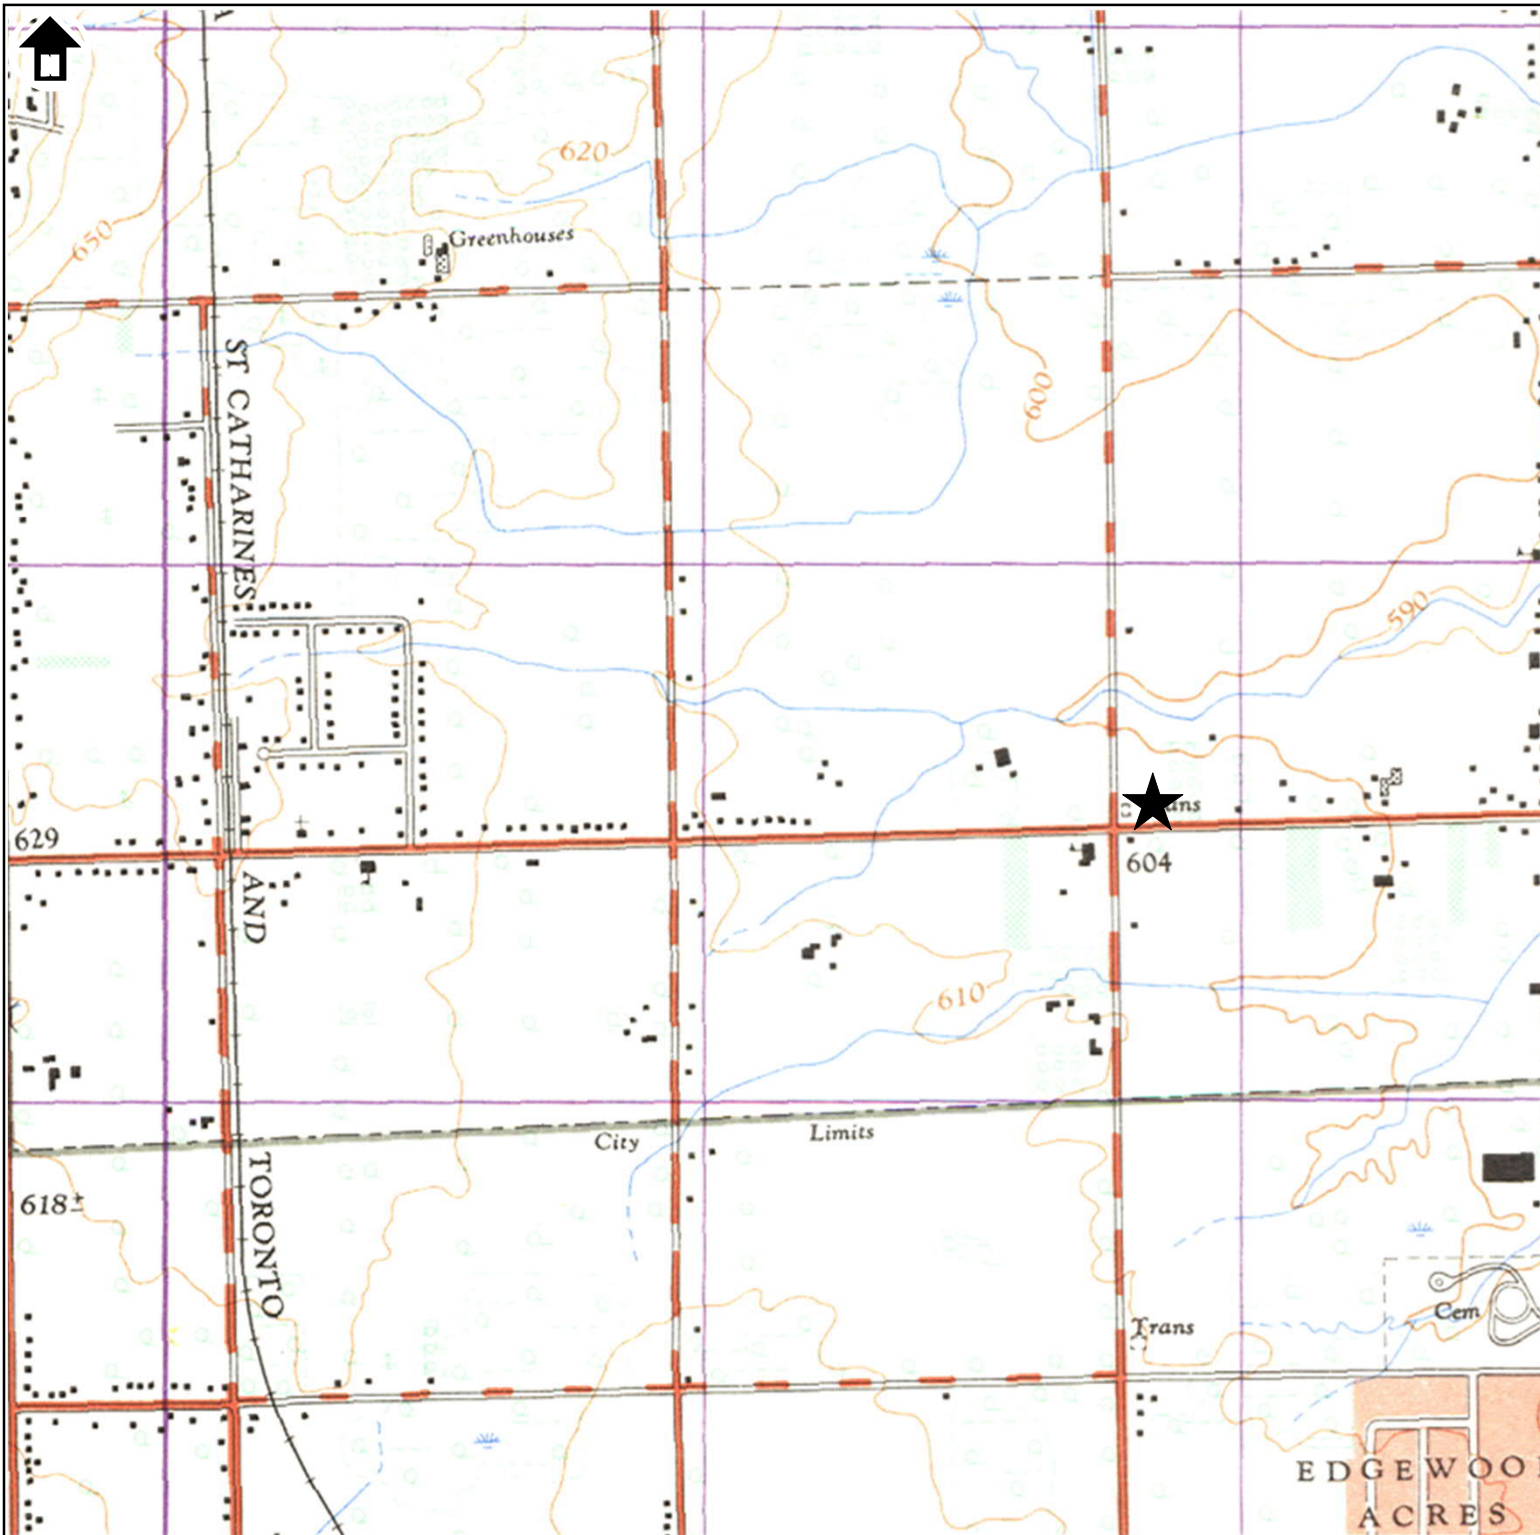 N
620
650
Greenhouses
600
ST CATHARINES
590
629
604
AND
610
City Limits
618±
TORONTO
Cem
Trans
EDGEWOO
ACRES